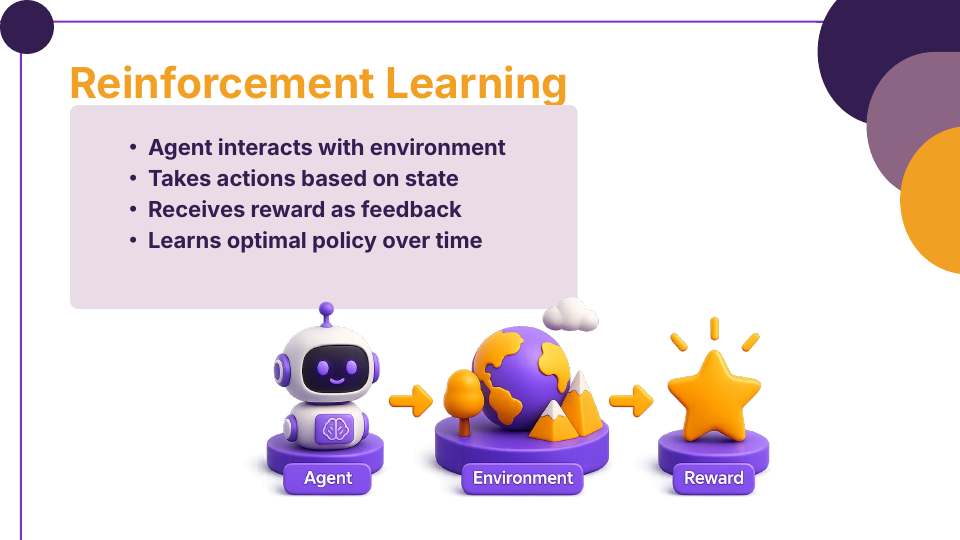 Reinforcement Learning
• Agent interacts with environment
• Takes actions based on state
• Receives reward as feedback
• Learns optimal policy over time
Agent
Environment
Reward